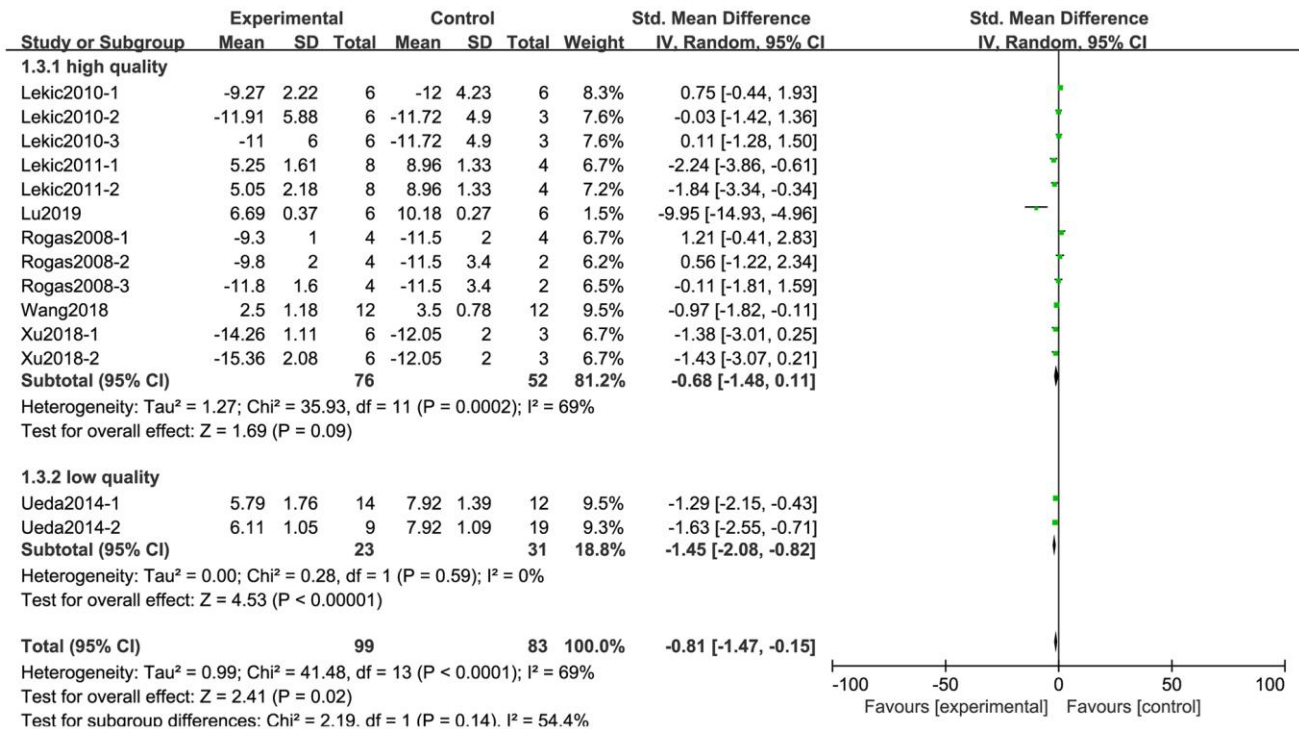 Experimental Control Std. Mean Difference Std. Mean Difference
Study or Subgroup Mean SD Total Mean SD Total Weight IV, Random, 95% CI IV, Random, 95% CI
1.3.1 high quality
Lekic2010-1 -9.27 2.22 6 -12 4.23 6 8.3% 0.75 [-0.44, 1.93]
Lekic2010-2 -11.91 5.88 6 -11.72 4.9 3 7.6% -0.03 [-1.42, 1.36]
Lekic2010-3 -11 6 6 -11.72 4.9 3 7.6% 0.11 [-1.28, 1.50]
Lekic2011-1 5.25 1.61 8 8.96 1.33 4 6.7% -2.24 [-3.86, -0.61]
Lekic2011-2 5.05 2.18 8 8.96 1.33 4 7.2% -1.84 [-3.34, -0.34]
Lu2019 6.69 0.37 6 10.18 0.27 6 1.5% -9.95 [-14.93, -4.96]
Rogas2008-1 -9.3 1 4 -11.5 2 4 6.7% 1.21 [-0.41, 2.83]
Rogas2008-2 -9.8 2 4 -11.5 3.4 2 6.2% 0.56 [-1.22, 2.34]
Rogas2008-3 -11.8 1.6 4 -11.5 3.4 2 6.7% -0.11 [-1.81, 1.59]
Wang2018 2.5 1.18 12 3.5 0.78 12 9.5% -0.97 [-1.82, -0.11]
Xu2018-1 -14.26 1.11 6 -12.05 2 3 6.7% -1.38 [-3.01, 0.25]
Xu2018-2 -15.36 2.08 6 -12.05 2 3 6.7% -1.43 [-3.07, 0.21]
Subtotal (95% CI) 76 52 81.2% -0.68 [-1.48, 0.11]
Heterogeneity: Tau² = 1.27; Chi² = 35.93, df = 11 (P = 0.0002); I² = 69%
Test for overall effect: Z = 1.69 (P = 0.09)
1.3.2 low quality
Ueda2014-1 5.79 1.76 14 7.92 1.39 12 9.5% -1.29 [-2.15, -0.43]
Ueda2014-2 6.11 1.05 9 7.92 1.09 19 9.3% -1.63 [-2.55, -0.71]
Subtotal (95% CI) 23 31 18.8% -1.45 [-2.08, -0.82]
Heterogeneity: Tau² = 0.00; Chi² = 0.28, df = 1 (P = 0.59); I² = 0%
Test for overall effect: Z = 4.53 (P < 0.00001)
Total (95% CI) 99 83 100.0% -0.81 [-1.47, -0.15]
Heterogeneity: Tau² = 0.99; Chi² = 41.48, df = 13 (P < 0.0001); I² = 69%
Test for overall effect: Z = 2.41 (P = 0.02)
Test for subgroup differences: Chi² = 2.19, df = 1 (P = 0.14), I² = 54.4%
-100 -50 0 50 100
Favours [experimental] Favours [control]